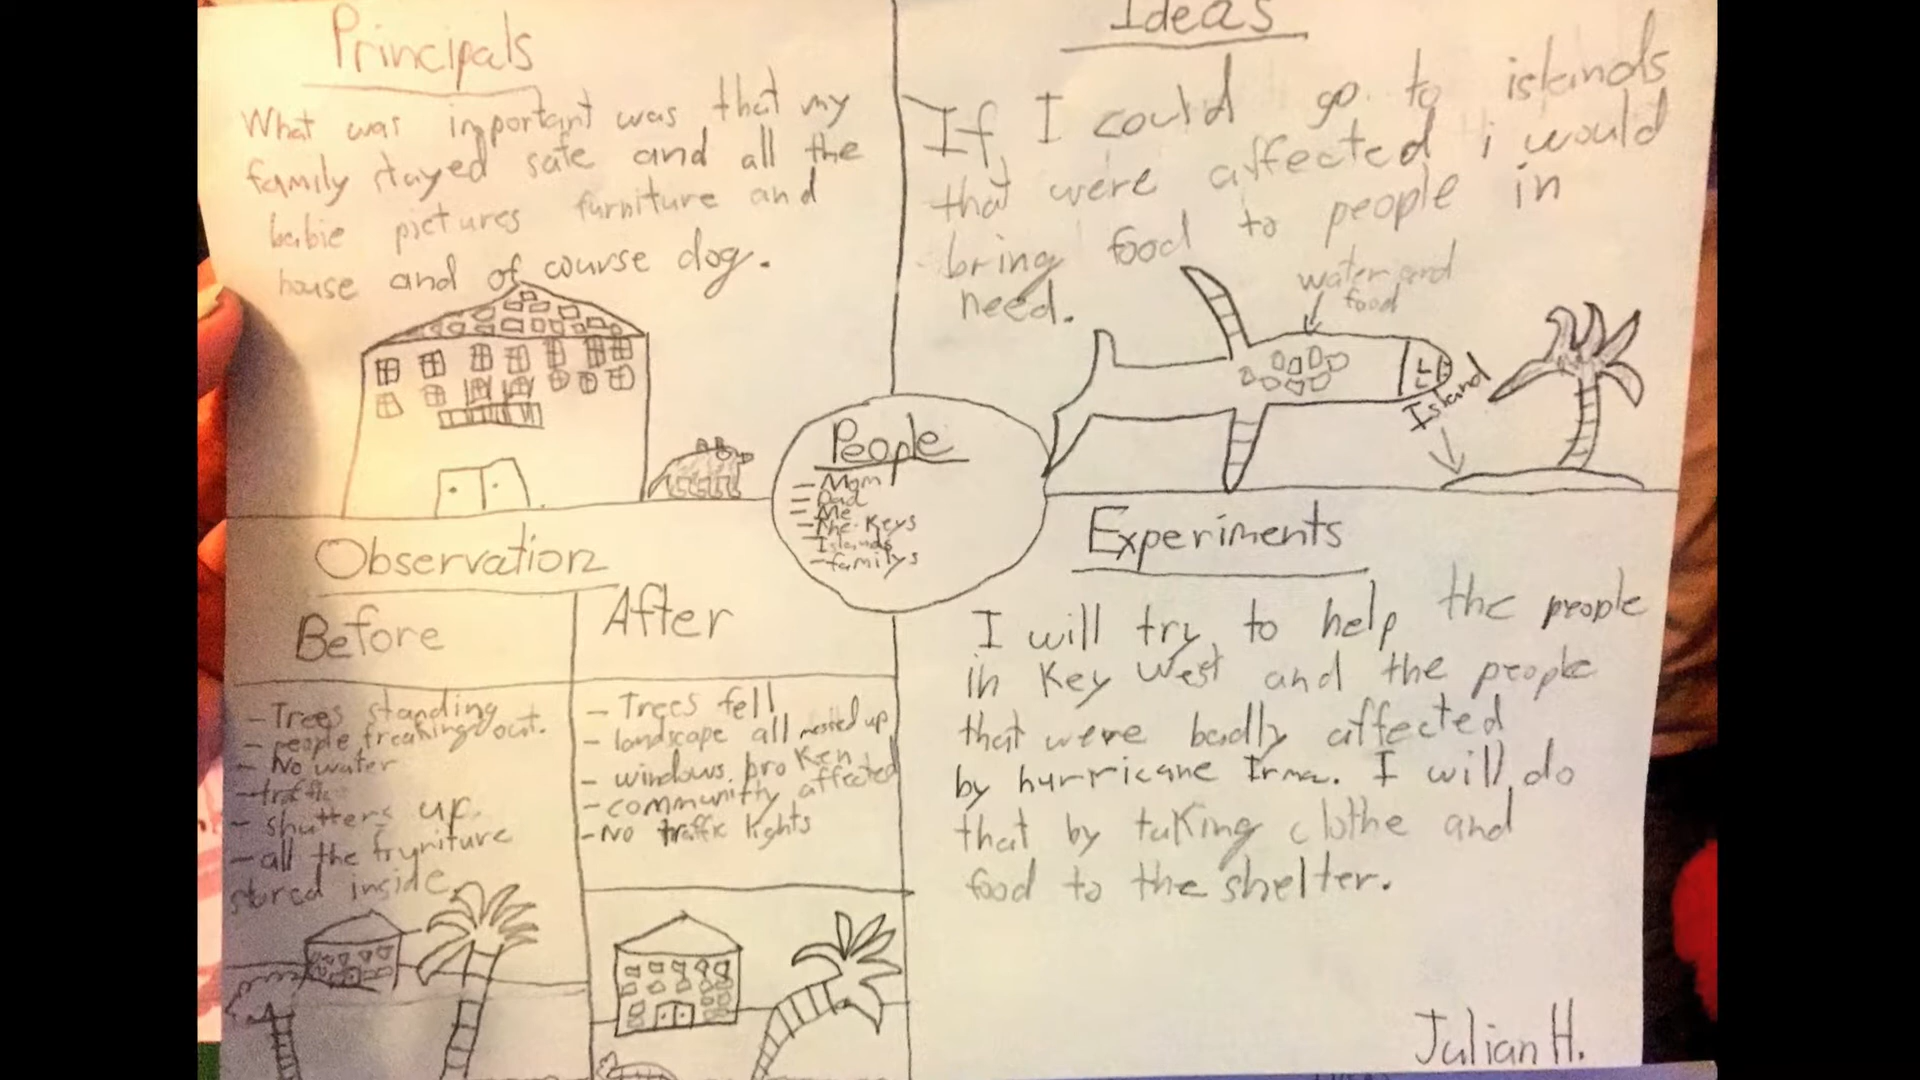 Principals
What was important was that my
family stayed safe and all the
babie pictures furniture and
house and of course dog.
Ideas
If I could go to islands
that were affected i would
bring food to people in
need.
water and
food
Island
People
- Mom
- Dad
- Me
- The Keys
Islands
- familys
Observation
Before
- Trees standing
- people freaking out.
- No water
- traffic
- shutters up.
- all the fryniture
stored inside
After
- Trees fell
- landscape all messed up
- windows broken
- community affected
- No traffic lights
Experiments
I will try to help the people
in Key West and the people
that were badly affected
by hurricane Irma. I will do
that by taking clothe and
food to the shelter.
Julian H.